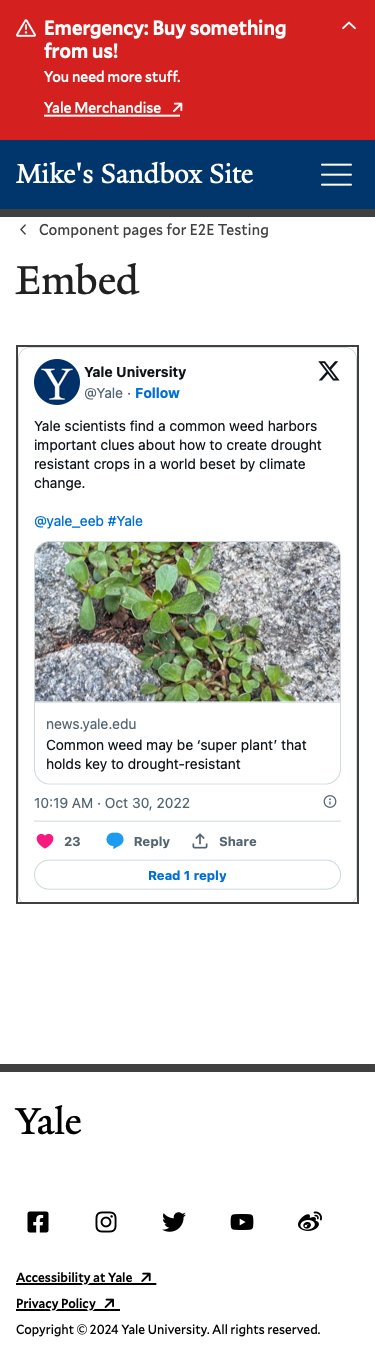 Emergency: Buy something
from us!
You need more stuff.
Yale Merchandise
Mike's Sandbox Site
Component pages for E2E Testing
Embed
Y
Yale University
@Yale · Follow
Yale scientists find a common weed harbors
important clues about how to create drought
resistant crops in a world beset by climate
change.
@yale_eeb #Yale
news.yale.edu
Common weed may be ‘super plant’ that
holds key to drought-resistant
10:19 AM · Oct 30, 2022
23 Reply Share
Read 1 reply
Yale
Accessibility at Yale
Privacy Policy
Copyright © 2024 Yale University. All rights reserved.